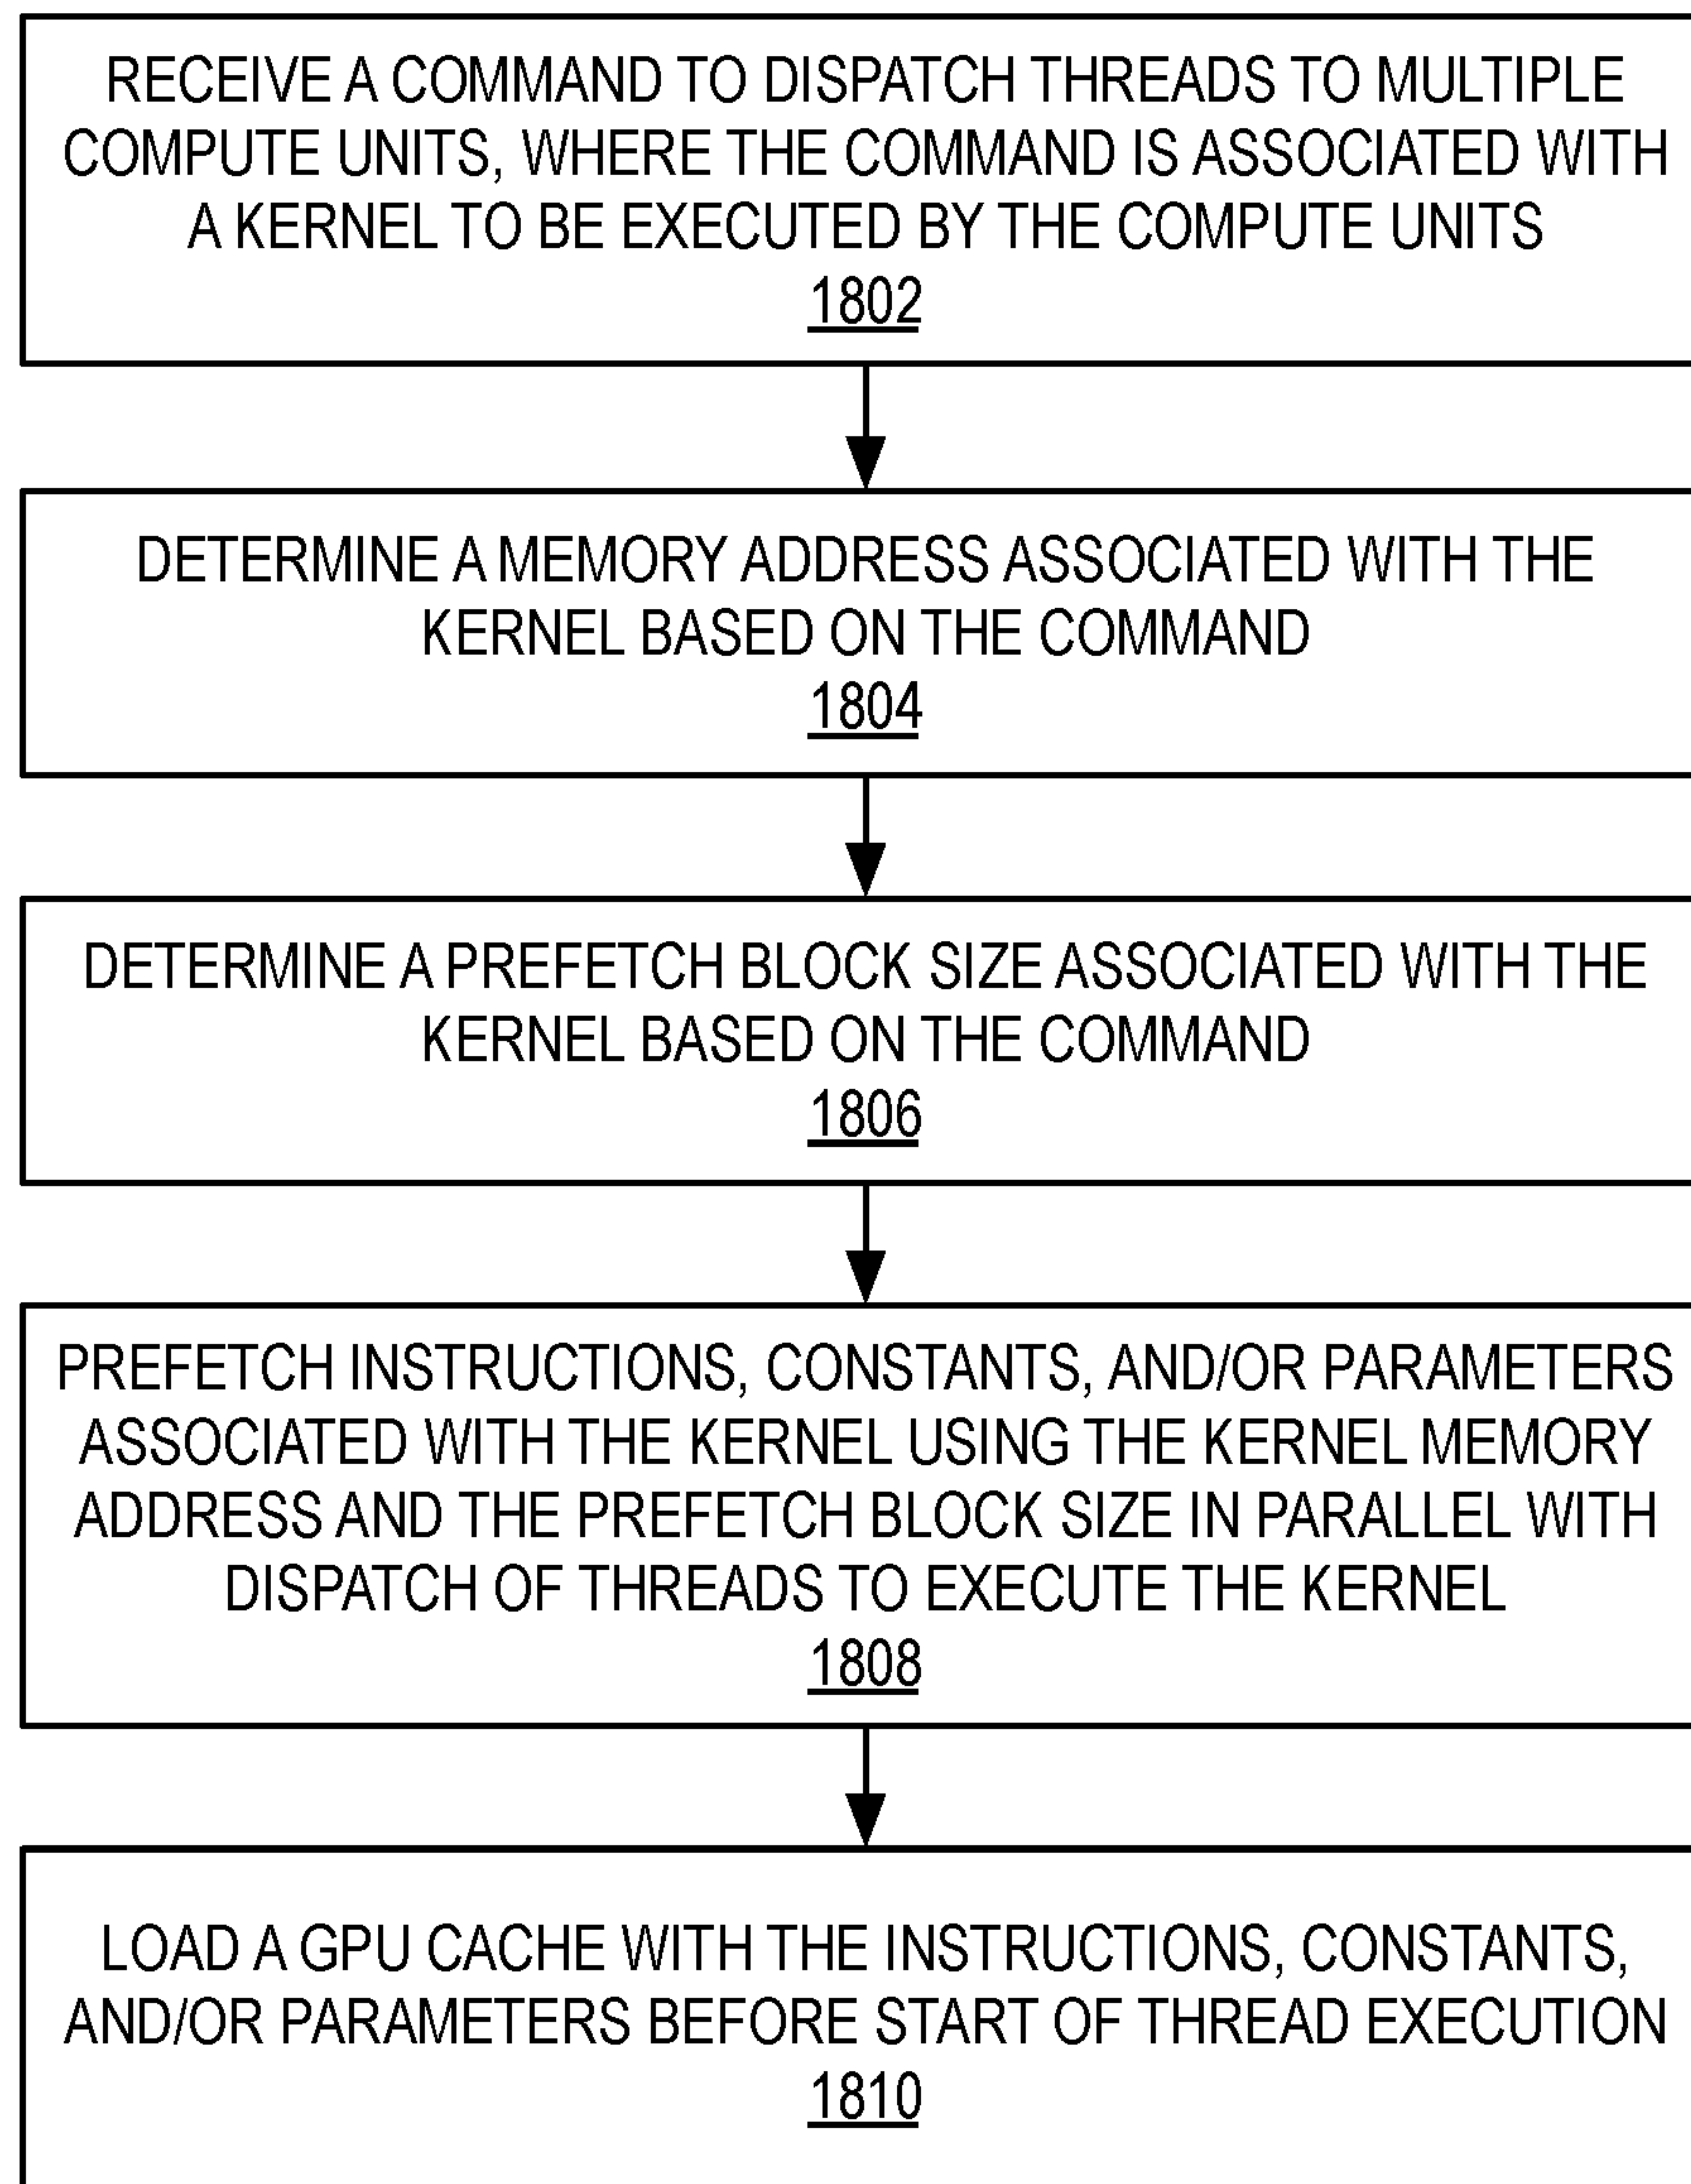 RECEIVE A COMMAND TO DISPATCH THREADS TO MULTIPLE
COMPUTE UNITS, WHERE THE COMMAND IS ASSOCIATED WITH
A KERNEL TO BE EXECUTED BY THE COMPUTE UNITS
1802
DETERMINE A MEMORY ADDRESS ASSOCIATED WITH THE
KERNEL BASED ON THE COMMAND
1804
DETERMINE A PREFETCH BLOCK SIZE ASSOCIATED WITH THE
KERNEL BASED ON THE COMMAND
1806
PREFETCH INSTRUCTIONS, CONSTANTS, AND/OR PARAMETERS
ASSOCIATED WITH THE KERNEL USING THE KERNEL MEMORY
ADDRESS AND THE PREFETCH BLOCK SIZE IN PARALLEL WITH
DISPATCH OF THREADS TO EXECUTE THE KERNEL
1808
LOAD A GPU CACHE WITH THE INSTRUCTIONS, CONSTANTS,
AND/OR PARAMETERS BEFORE START OF THREAD EXECUTION
1810